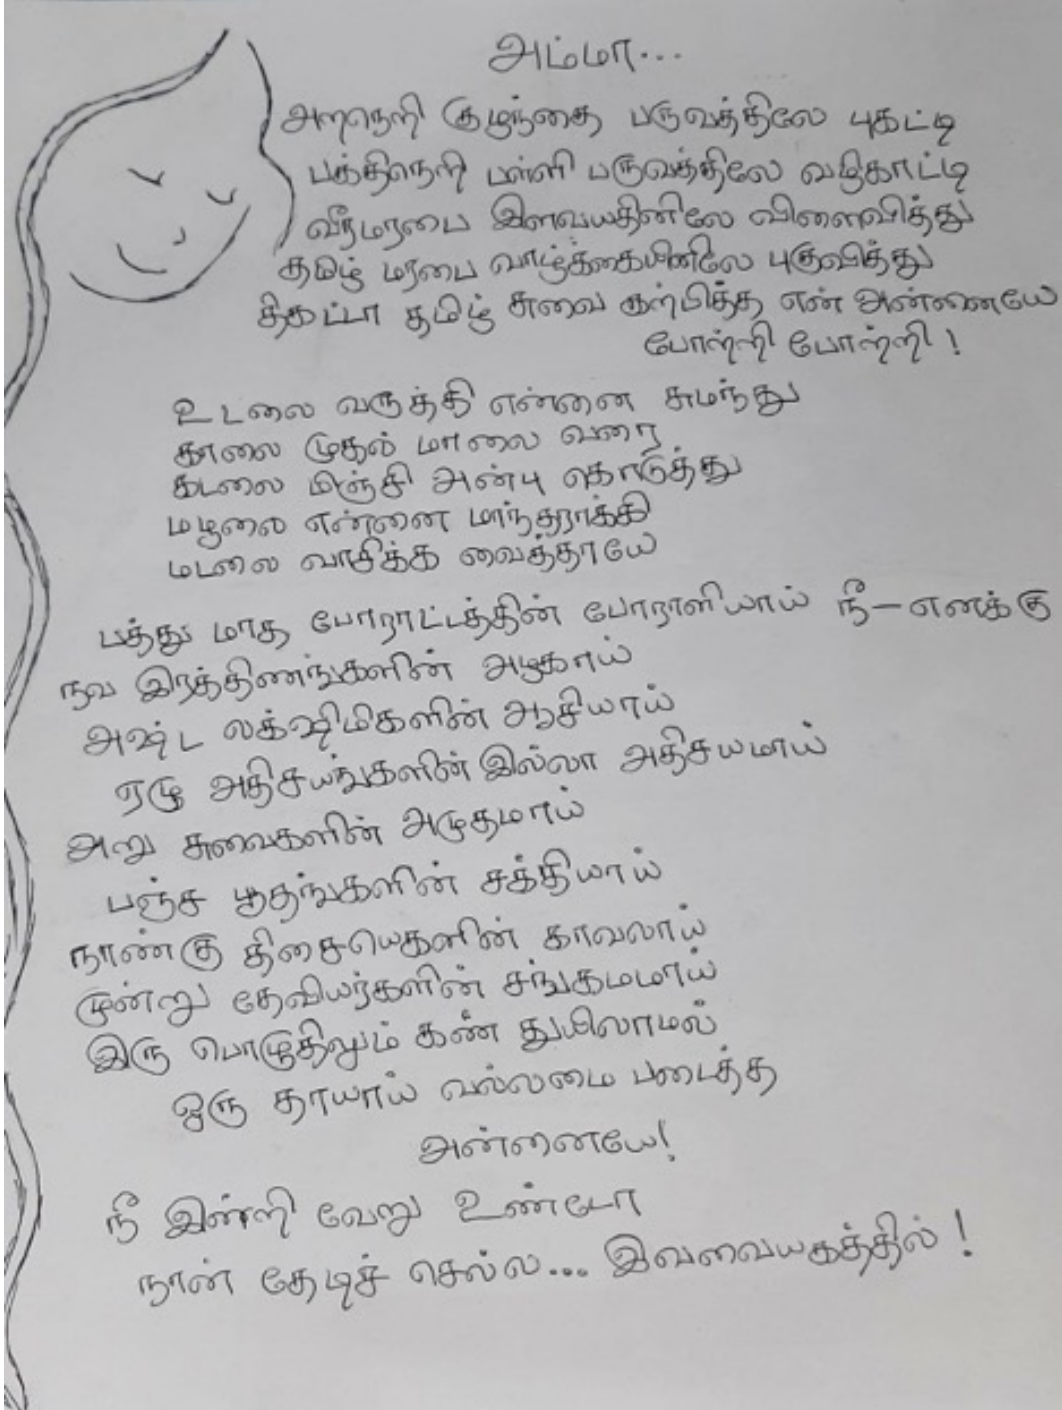 அம்மா...
அறநெறி குழந்தை பருவத்திலே புகட்டி
பக்திநெறி பள்ளி பருவத்திலே வழிகாட்டி
வீரமரபை இளவயதினிலே விளைவித்து
தமிழ் மரபை வாழ்க்கையினிலே புகுவித்து
திகட்டா தமிழ் சுவை கற்பித்த என் அன்னையே
போற்றி போற்றி !
உடலை வருத்தி என்னை சுமந்து
காலை முதல் மாலை வரை
கடலை மிஞ்சி அன்பு கொடுத்து
மழலை என்னை மாந்தராக்கி
மடலை வாசிக்க வைத்தாயே
பத்து மாத போராட்டத்தின் போராளியாய் நீ - எனக்கு
நவ இரத்திணங்களின் அழகாய்
அஷ்ட லக்ஷிமிகளின் ஆசியாய்
ஏழு அதிசயங்களின் இல்லா அதிசயமாய்
அறு சுவைகளின் அமுதமாய்
பஞ்ச பூதங்களின் சக்தியாய்
நாண்கு திசையெகளின் காவலாய்
மூன்று தேவியர்களின் சங்கமமாய்
இரு பொழுதிலும் கண் துயிலாமல்
ஒரு தாயாய் வல்லமை படைத்த
அன்னையே!
நீ இன்றி வேறு உண்டோ
நான் தேடிச் செல்ல... இவ்வையகத்தில் !